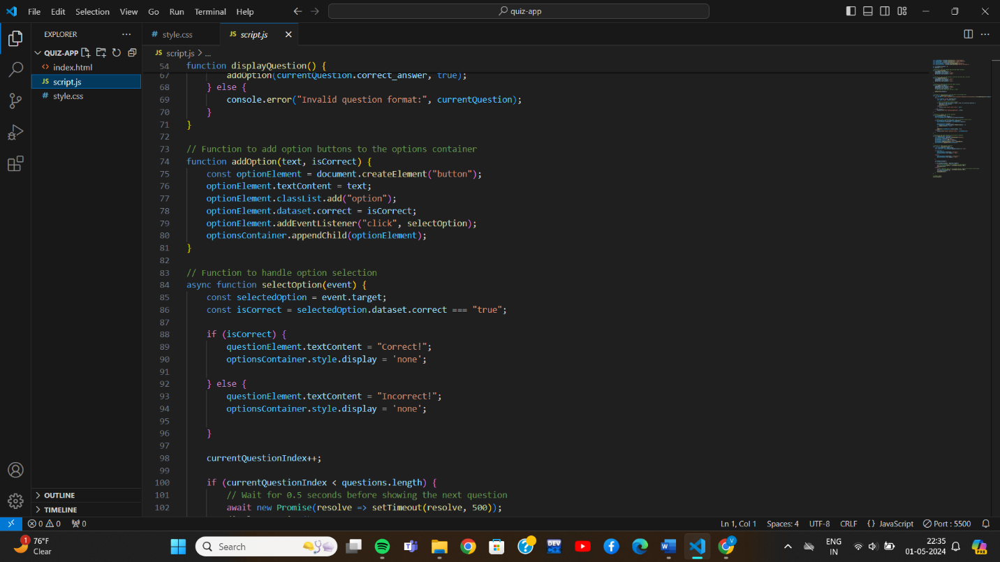 File Edit Selection View Go Run Terminal Help
quiz-app
EXPLORER
QUIZ-APP
index.html
JS script.js
# style.css
OUTLINE
TIMELINE
# style.css
JS script.js
JS script.js > ...
54 function displayQuestion() {
67 addOption(currentQuestion.correct_answer, true);
68 } else {
69 console.error("Invalid question format:", currentQuestion);
70 }
71 }
72
73 // Function to add option buttons to the options container
74 function addOption(text, isCorrect) {
75 const optionElement = document.createElement("button");
76 optionElement.textContent = text;
77 optionElement.classList.add("option");
78 optionElement.dataset.correct = isCorrect;
79 optionElement.addEventListener("click", selectOption);
80 optionsContainer.appendChild(optionElement);
81 }
82
83 // Function to handle option selection
84 async function selectOption(event) {
85 const selectedOption = event.target;
86 const isCorrect = selectedOption.dataset.correct === "true";
87
88 if (isCorrect) {
89 questionElement.textContent = "Correct!";
90 optionsContainer.style.display = 'none';
91
92 } else {
93 questionElement.textContent = "Incorrect!";
94 optionsContainer.style.display = 'none';
95
96 }
97
98 currentQuestionIndex++;
99
100 if (currentQuestionIndex < questions.length) {
101 // Wait for 0.5 seconds before showing the next question
102 await new Promise(resolve => setTimeout(resolve, 500));
0 0 0
Ln 1, Col 1 Spaces: 4 UTF-8 CRLF {} JavaScript Port : 5500
1
76°F
Clear
Search
DEV
C++
V
ENG
IN
22:35
01-05-2024
PRE